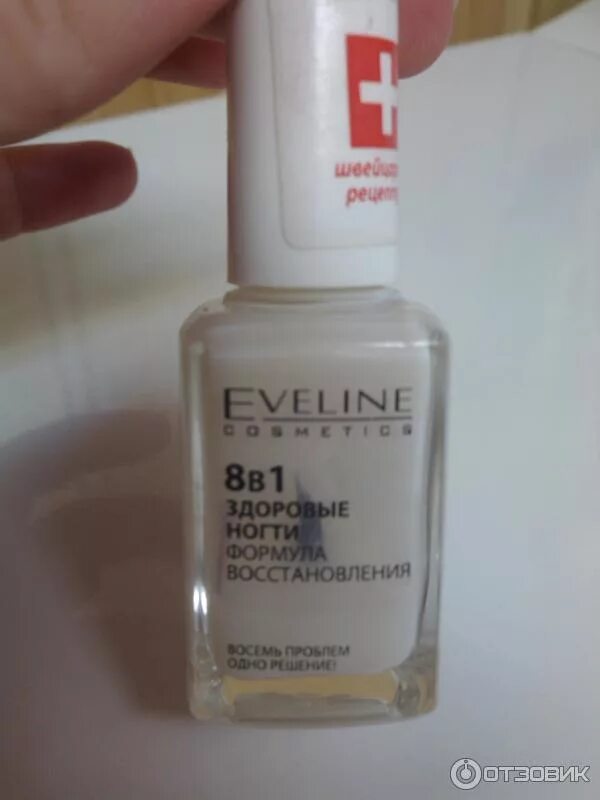 EVELINE
COSMETICS
8В1
ЗДОРОВЫЕ
НОГТИ
ФОРМУЛА
ВОССТАНОВЛЕНИЯ
ВОСЕМЬ ПРОБЛЕМ
ОДНО РЕШЕНИЕ!
ОТЗОВИК